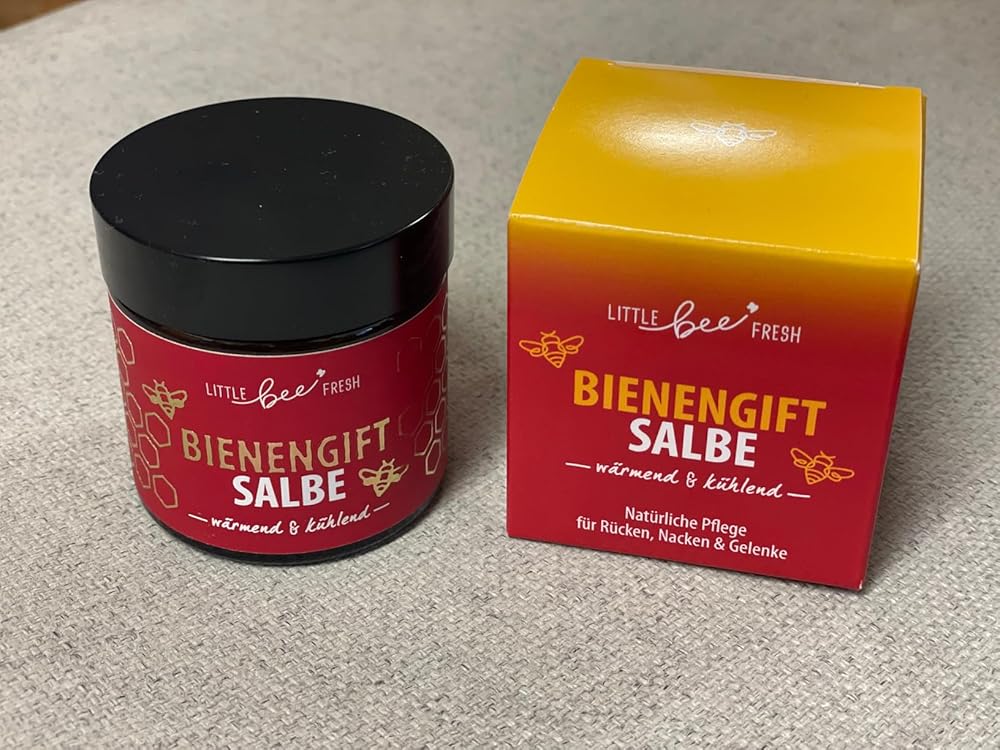 LITTLE bee FRESH
BIENENGIFT
SALBE
wärmend & kühlend
LITTLE bee FRESH
BIENENGIFT
SALBE
wärmend & kühlend
Natürliche Pflege
für Rücken, Nacken & Gelenke